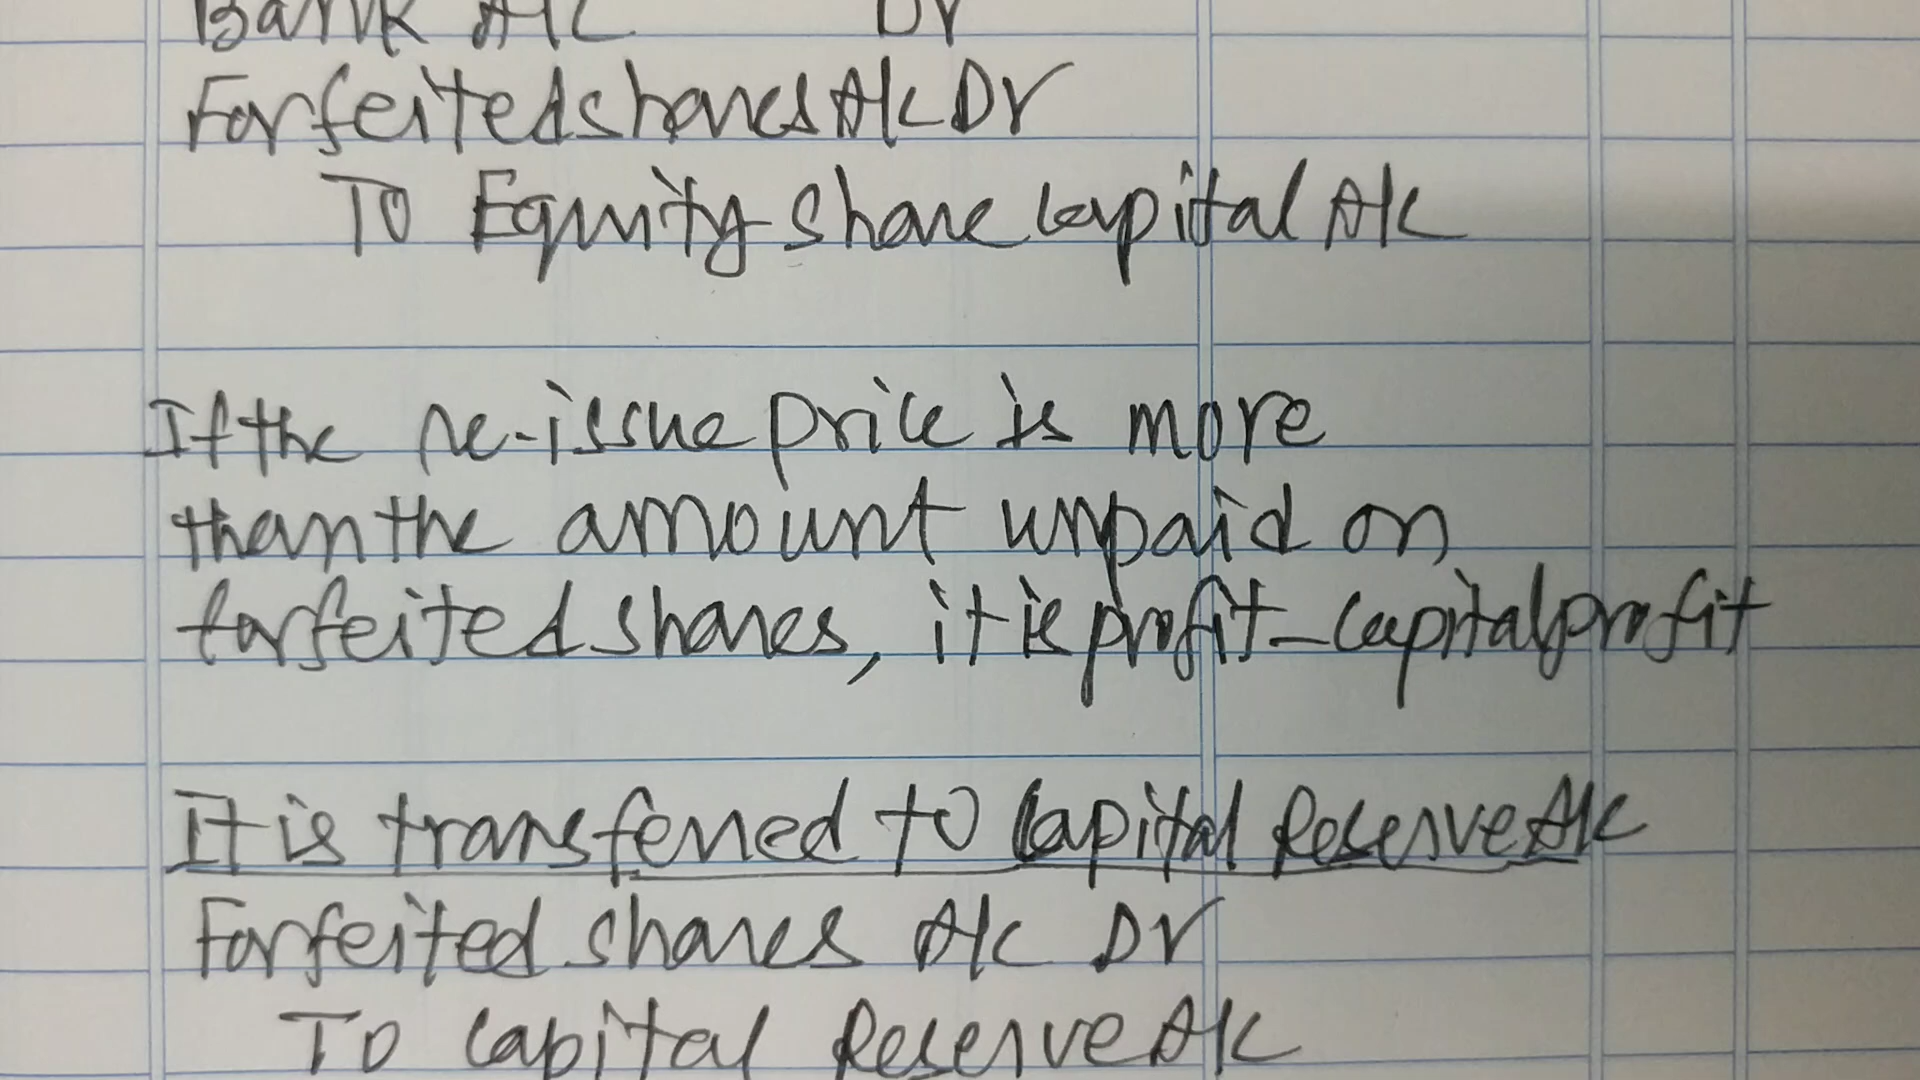 Bank A/c Dr
Forfeited shares A/c Dr
To Equity share capital A/c
If the re-issue price is more
than the amount unpaid on
forfeited shares, it is profit - capital profit
It is transferred to Capital Reserve A/c
Forfeited shares A/c Dr
To Capital Reserve A/c